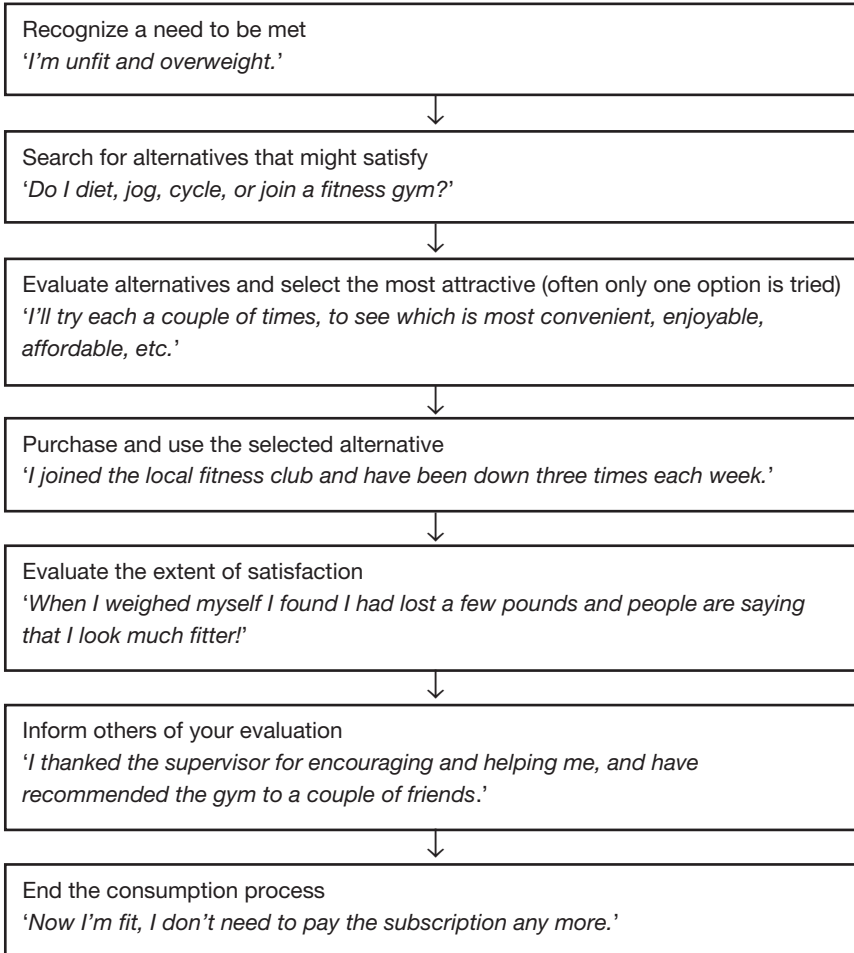 Recognize a need to be met
‘I’m unfit and overweight.’
Search for alternatives that might satisfy
‘Do I diet, jog, cycle, or join a fitness gym?’
Evaluate alternatives and select the most attractive (often only one option is tried)
‘I’ll try each a couple of times, to see which is most convenient, enjoyable,
affordable, etc.’
Purchase and use the selected alternative
‘I joined the local fitness club and have been down three times each week.’
Evaluate the extent of satisfaction
‘When I weighed myself I found I had lost a few pounds and people are saying
that I look much fitter!’
Inform others of your evaluation
‘I thanked the supervisor for encouraging and helping me, and have
recommended the gym to a couple of friends.’
End the consumption process
‘Now I’m fit, I don’t need to pay the subscription any more.’